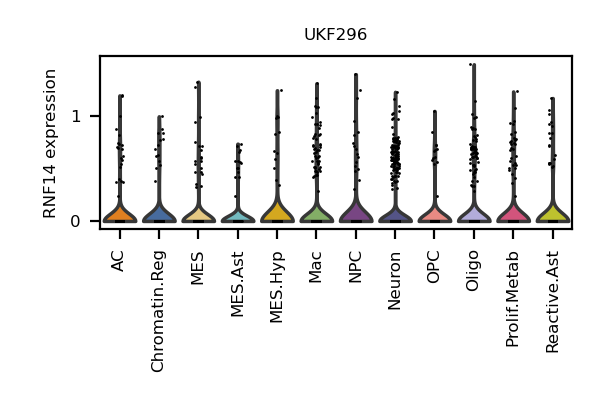 UKF296
RNF14 expression
1
0
AC
Chromatin.Reg
MES
MES.Ast
MES.Hyp
Mac
NPC
Neuron
OPC
Oligo
Prolif.Metab
Reactive.Ast